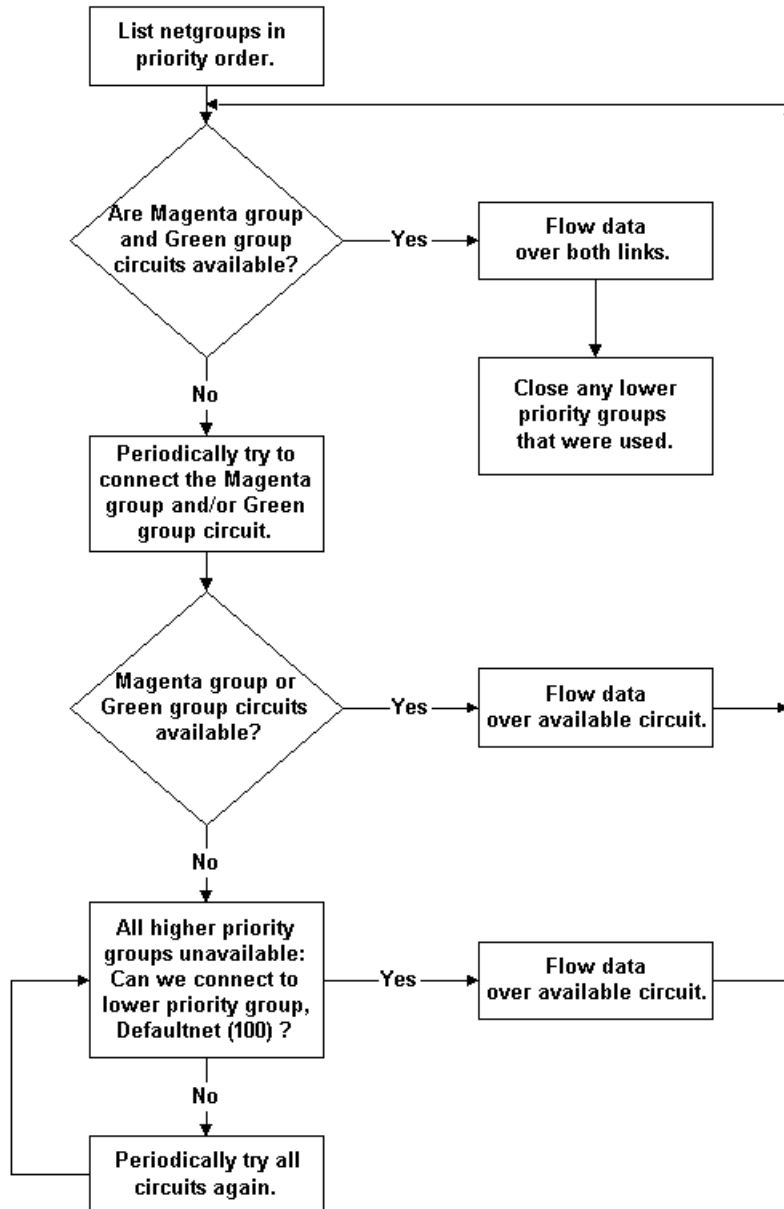 List netgroups in
priority order.
Are Magenta group
and Green group
circuits available?
Yes
Flow data
over both links.
Close any lower
priority groups
that were used.
No
Periodically try to
connect the Magenta
group and/or Green
group circuit.
Magenta group or
Green group circuits
available?
Yes
Flow data
over available circuit.
No
All higher priority
groups unavailable:
Can we connect to
lower priority group,
Defaultnet (100) ?
Yes
Flow data
over available circuit.
No
Periodically try all
circuits again.